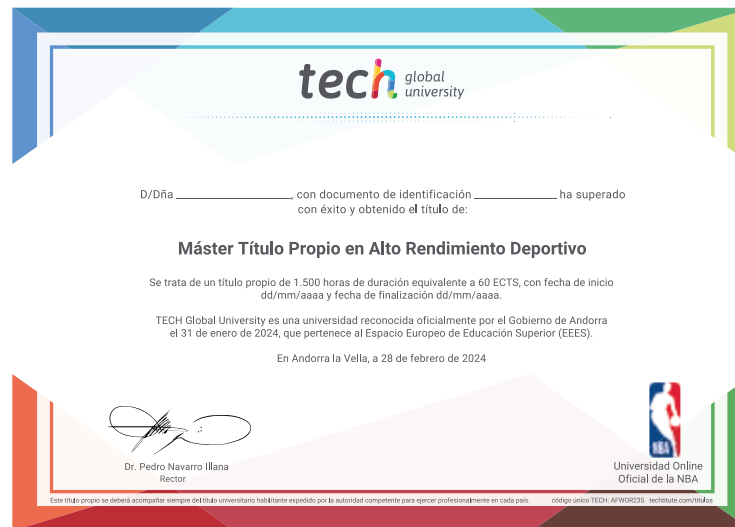 tech global university
D/Dña ____________________, con documento de identificación ______________ ha superado
con éxito y obtenido el título de:
Máster Título Propio en Alto Rendimiento Deportivo
Se trata de un título propio de 1.500 horas de duración equivalente a 60 ECTS, con fecha de inicio
dd/mm/aaaa y fecha de finalización dd/mm/aaaa.
TECH Global University es una universidad reconocida oficialmente por el Gobierno de Andorra
el 31 de enero de 2024, que pertenece al Espacio Europeo de Educación Superior (EEES).
En Andorra la Vella, a 28 de febrero de 2024
Dr. Pedro Navarro Illana
Rector
NBA
Universidad Online
Oficial de la NBA
Este título propio se deberá acompañar siempre del título universitario habilitante expedido por la autoridad competente para ejercer profesionalmente en cada país. código único TECH: AFWOR23S techtitute.com/titulos